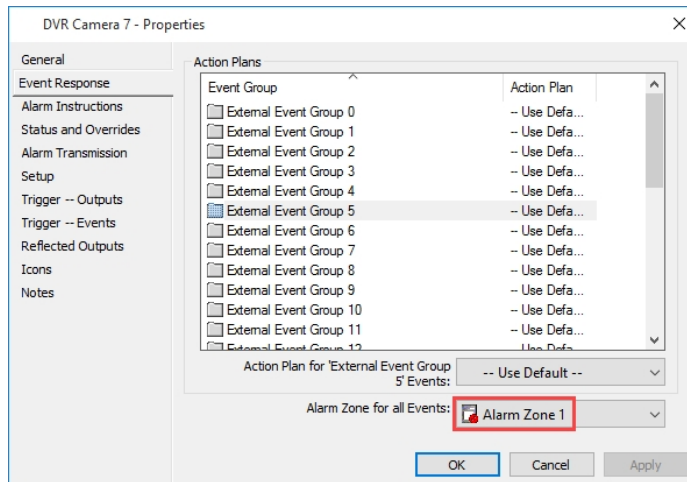 DVR Camera 7 - Properties
General
Event Response
Alarm Instructions
Status and Overrides
Alarm Transmission
Setup
Trigger -- Outputs
Trigger -- Events
Reflected Outputs
Icons
Notes
Action Plans
Event Group Action Plan
External Event Group 0 -- Use Defa...
External Event Group 1 -- Use Defa...
External Event Group 2 -- Use Defa...
External Event Group 3 -- Use Defa...
External Event Group 4 -- Use Defa...
External Event Group 5 -- Use Defa...
External Event Group 6 -- Use Defa...
External Event Group 7 -- Use Defa...
External Event Group 8 -- Use Defa...
External Event Group 9 -- Use Defa...
External Event Group 10 -- Use Defa...
External Event Group 11 -- Use Defa...
External Event Group 12 -- Use Defa...
Action Plan for 'External Event Group
5' Events:
-- Use Default --
Alarm Zone for all Events: Alarm Zone 1
OK Cancel Apply